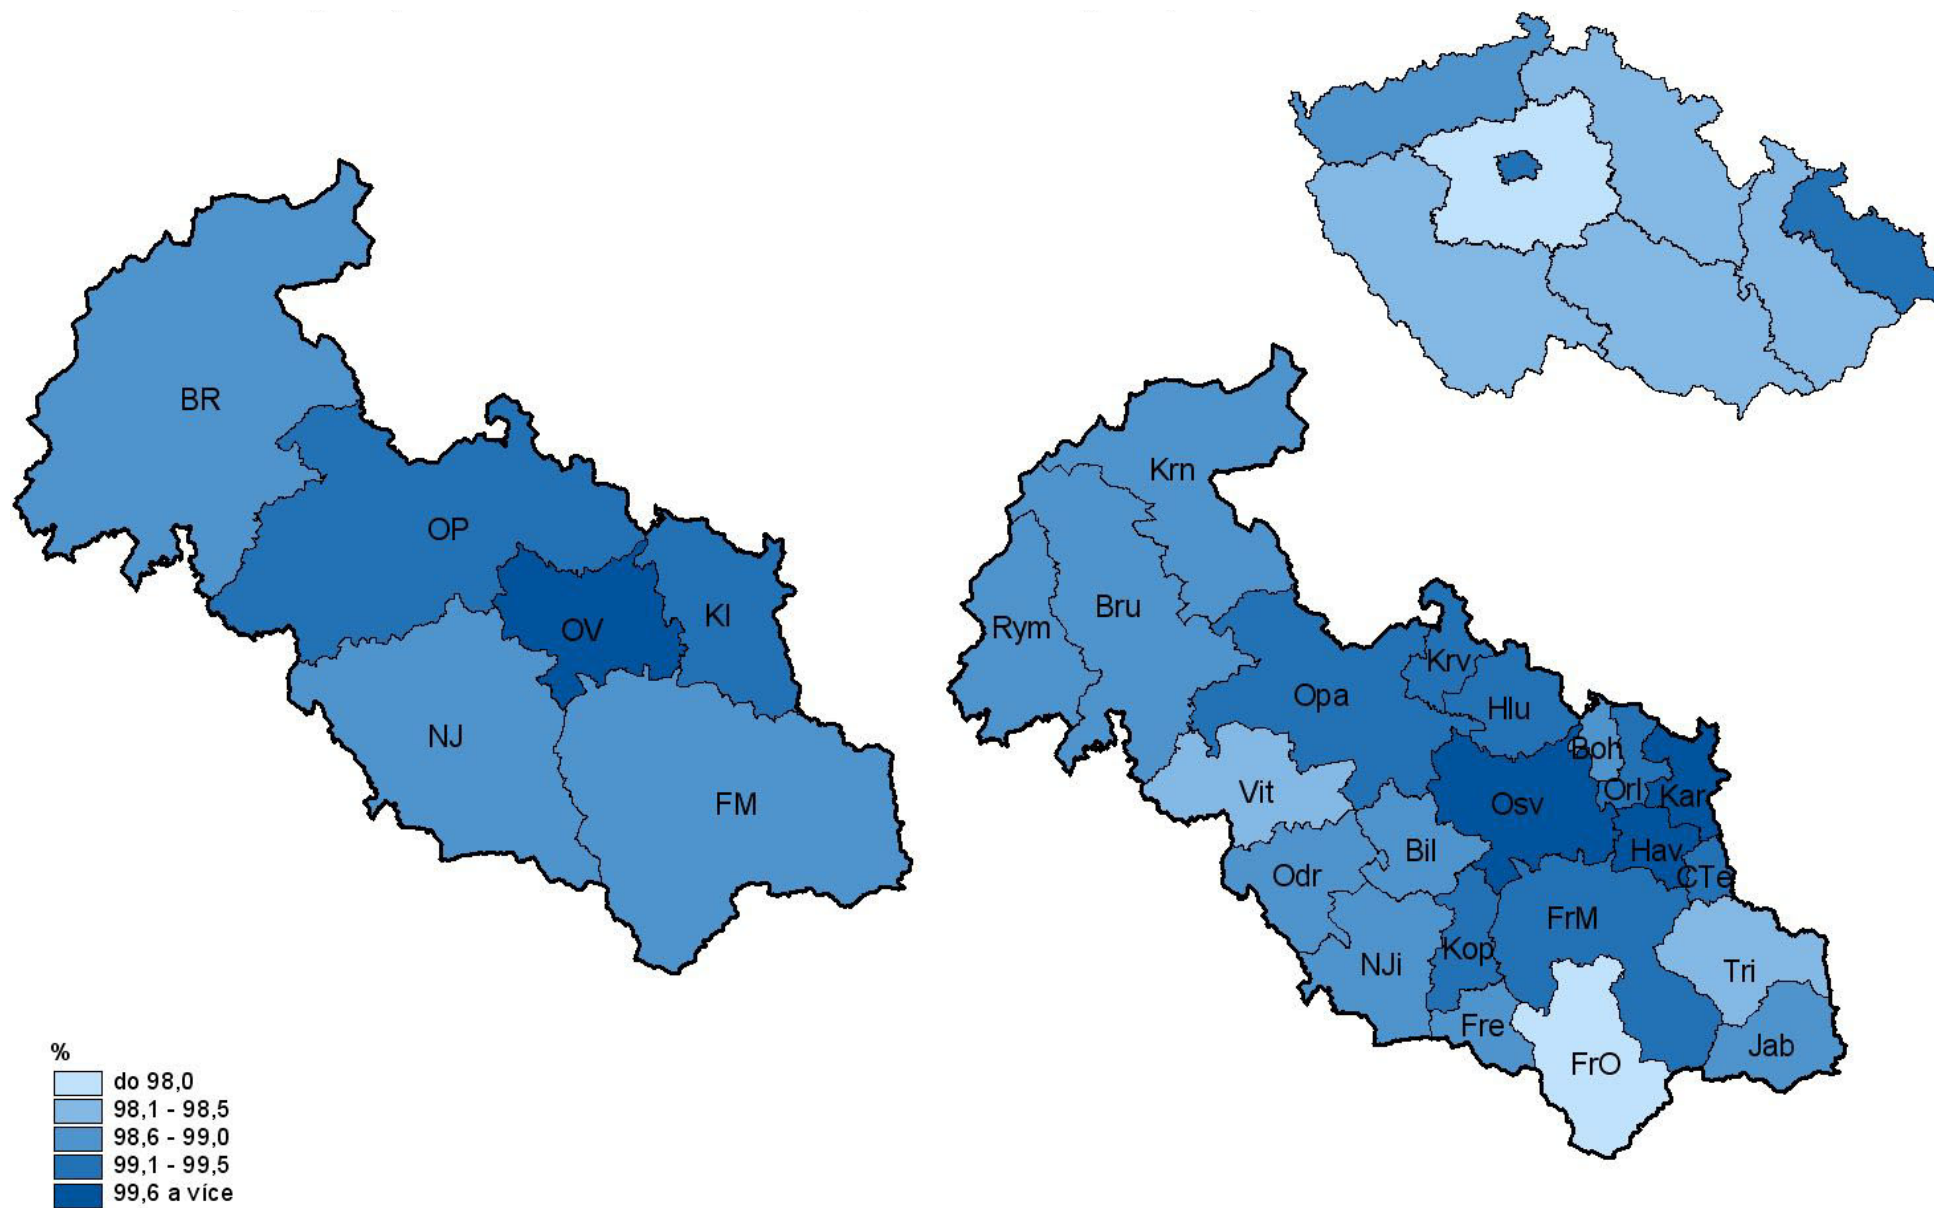 BR
OP
OV
KI
NJ
FM
Krn
Rym
Bru
Krv
Opa
Hlu
Boh
Vit
Osv
Orl
Kar
Bil
Hav
Odr
CTe
FrM
Kop
NJi
Tri
Fre
Jab
FrO
%
do 98,0
98,1 - 98,5
98,6 - 99,0
99,1 - 99,5
99,6 a více